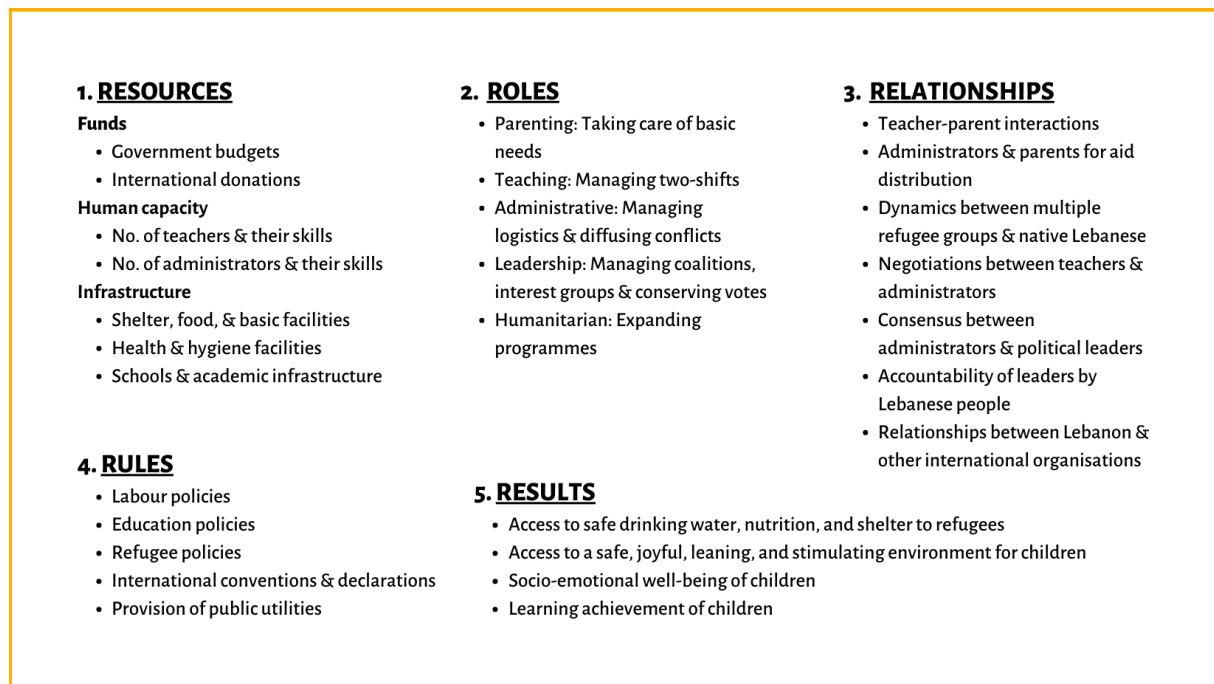 1. RESOURCES
Funds
• Government budgets
• International donations
Human capacity
• No. of teachers & their skills
• No. of administrators & their skills
Infrastructure
• Shelter, food, & basic facilities
• Health & hygiene facilities
• Schools & academic infrastructure
2. ROLES
• Parenting: Taking care of basic
needs
• Teaching: Managing two-shifts
• Administrative: Managing
logistics & diffusing conflicts
• Leadership: Managing coalitions,
interest groups & conserving votes
• Humanitarian: Expanding
programmes
3. RELATIONSHIPS
• Teacher-parent interactions
• Administrators & parents for aid
distribution
• Dynamics between multiple
refugee groups & native Lebanese
• Negotiations between teachers &
administrators
• Consensus between
administrators & political leaders
• Accountability of leaders by
Lebanese people
• Relationships between Lebanon &
other international organisations
4. RULES
• Labour policies
• Education policies
• Refugee policies
• International conventions & declarations
• Provision of public utilities
5. RESULTS
• Access to safe drinking water, nutrition, and shelter to refugees
• Access to a safe, joyful, leaning, and stimulating environment for children
• Socio-emotional well-being of children
• Learning achievement of children